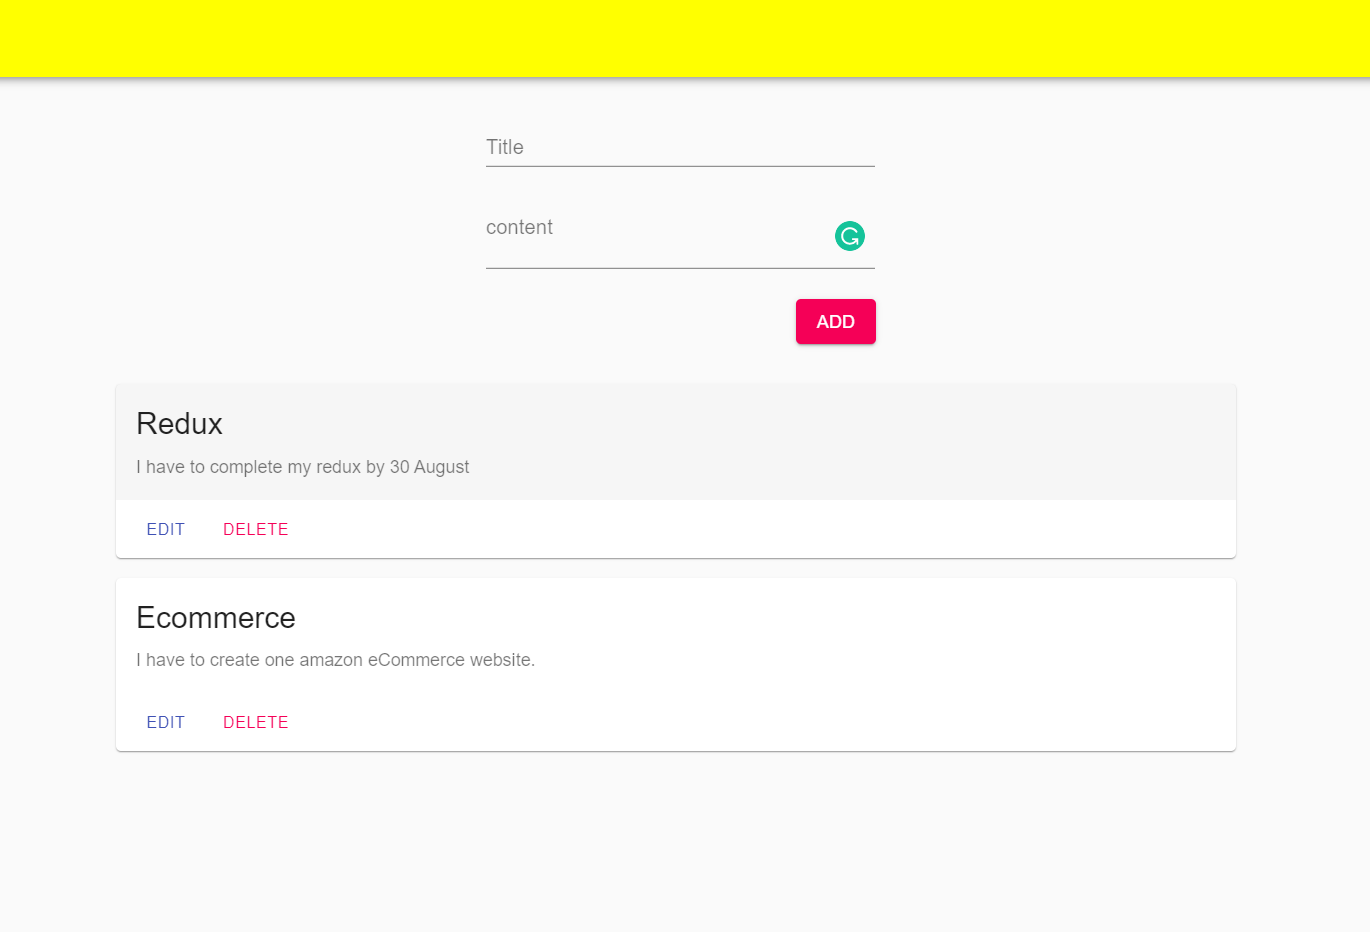 Title
content
ADD
Redux
I have to complete my redux by 30 August
EDIT DELETE
Ecommerce
I have to create one amazon eCommerce website.
EDIT DELETE